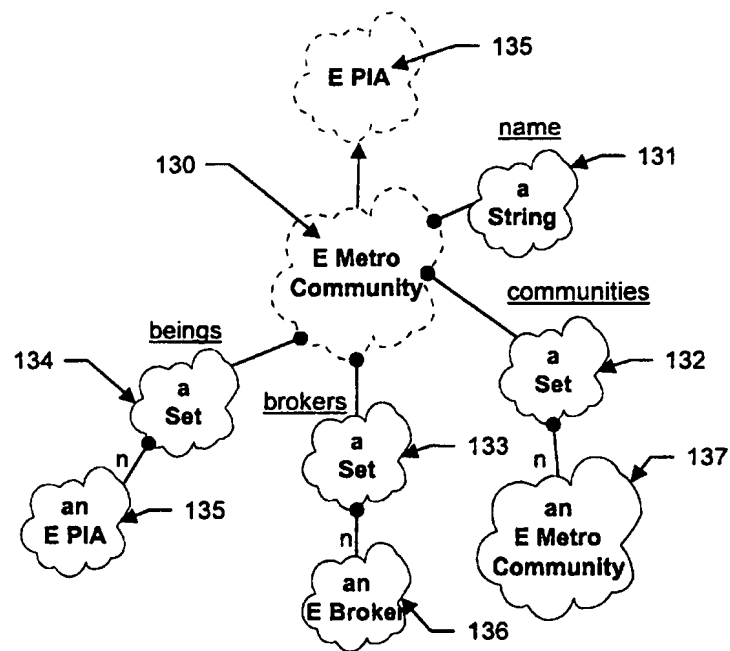 135
E PIA
name
130
131
a
String
E Metro
Community
communities
beings
134
a
Set
132
a
Set
brokers
a
Set
133
137
n
n
an
E PIA
135
an
E Metro
Community
n
an
E Broker
136